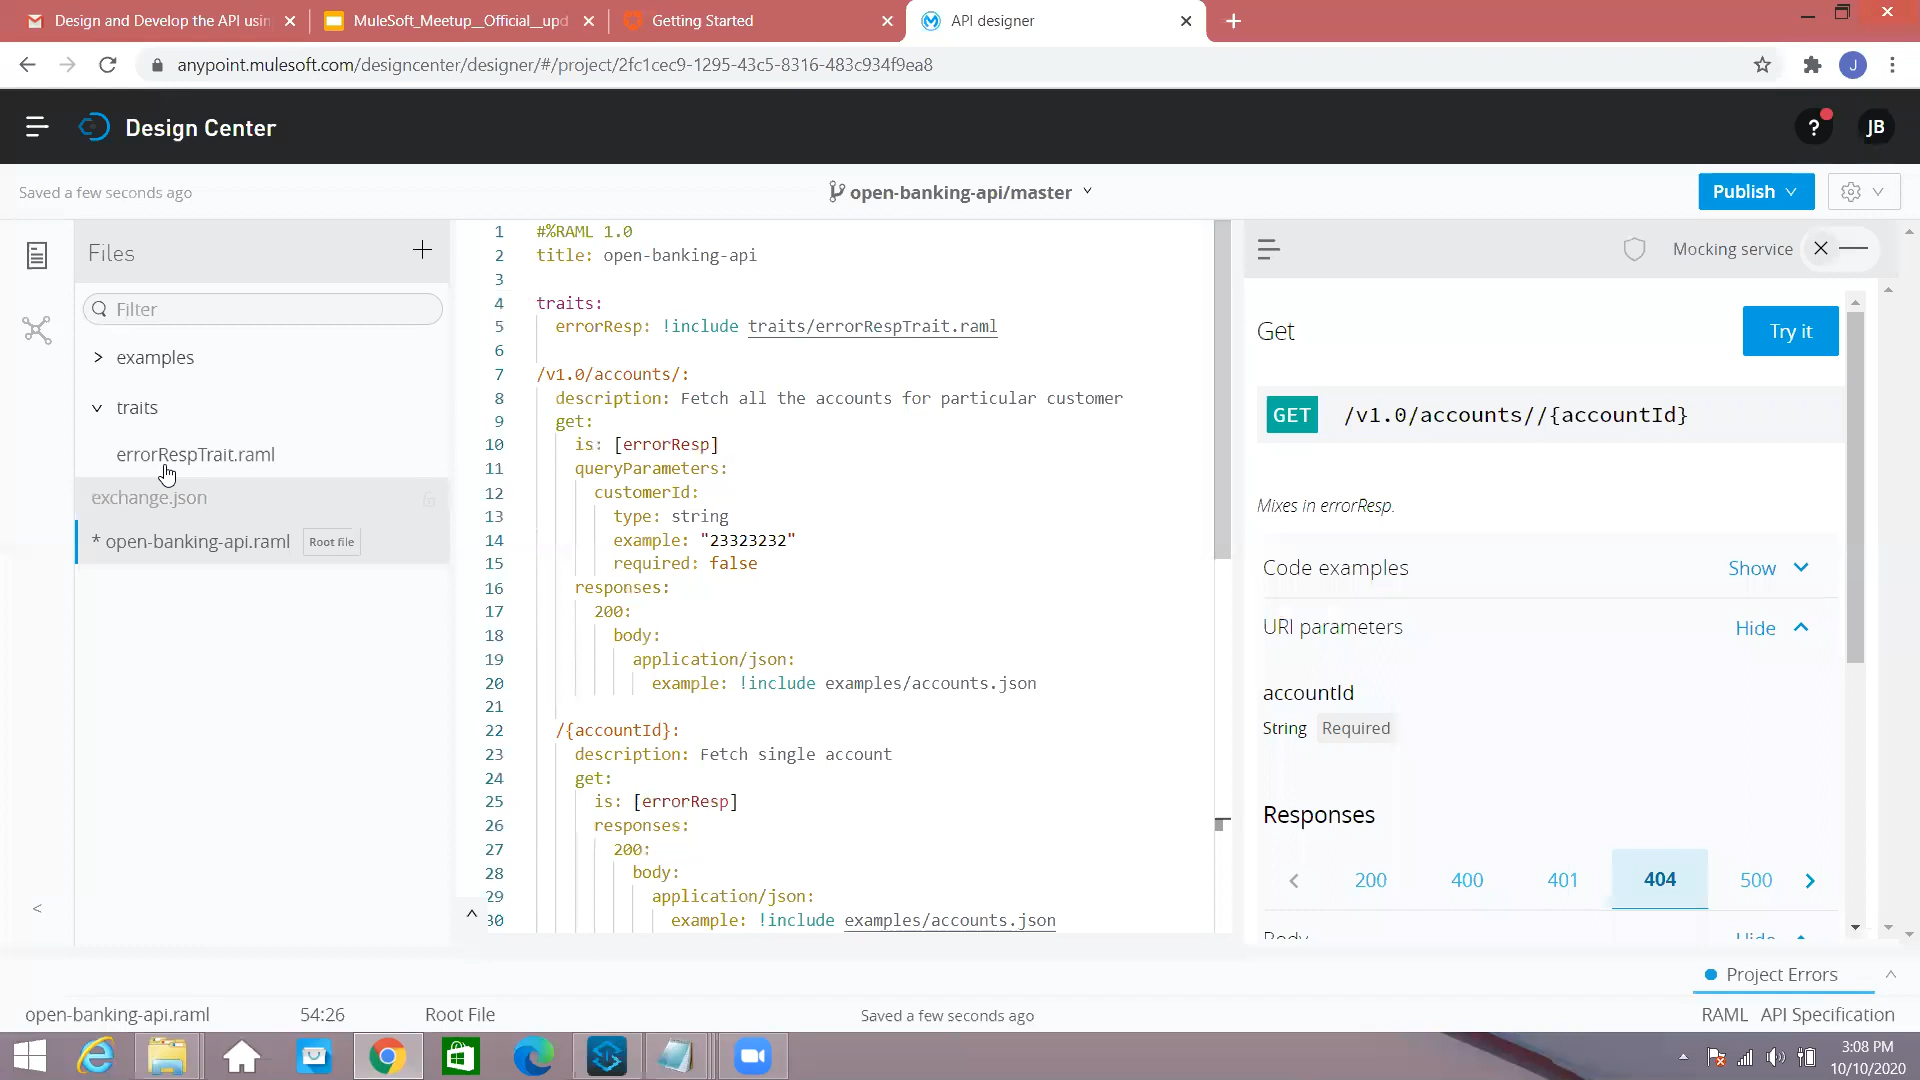 Design and Develop the API usin
MuleSoft_Meetup__Official__upd
Getting Started
API designer
anypoint.mulesoft.com/designcenter/designer/#/project/2fc1cec9-1295-43c5-8316-483c934f9ea8
J
Design Center
?
JB
Saved a few seconds ago
open-banking-api/master
Publish
Files
Filter
examples
traits
errorRespTrait.raml
exchange.json
* open-banking-api.raml Root file
1 #%RAML 1.0
2 title: open-banking-api
3
4 traits:
5 errorResp: !include traits/errorRespTrait.raml
6
7 /v1.0/accounts/:
8 description: Fetch all the accounts for particular customer
9 get:
10 is: [errorResp]
11 queryParameters:
12 customerId:
13 type: string
14 example: "23323232"
15 required: false
16 responses:
17 200:
18 body:
19 application/json:
20 example: !include examples/accounts.json
21
22 /{accountId}:
23 description: Fetch single account
24 get:
25 is: [errorResp]
26 responses:
27 200:
28 body:
29 application/json:
30 example: !include examples/accounts.json
Mocking service
Get
Try it
GET /v1.0/accounts//{accountId}
Mixes in errorResp.
Code examples Show
URI parameters Hide
accountId
String Required
Responses
200 400 401 404 500
Body Hide
Project Errors
open-banking-api.raml 54:26 Root File Saved a few seconds ago RAML API Specification
3:08 PM
10/10/2020